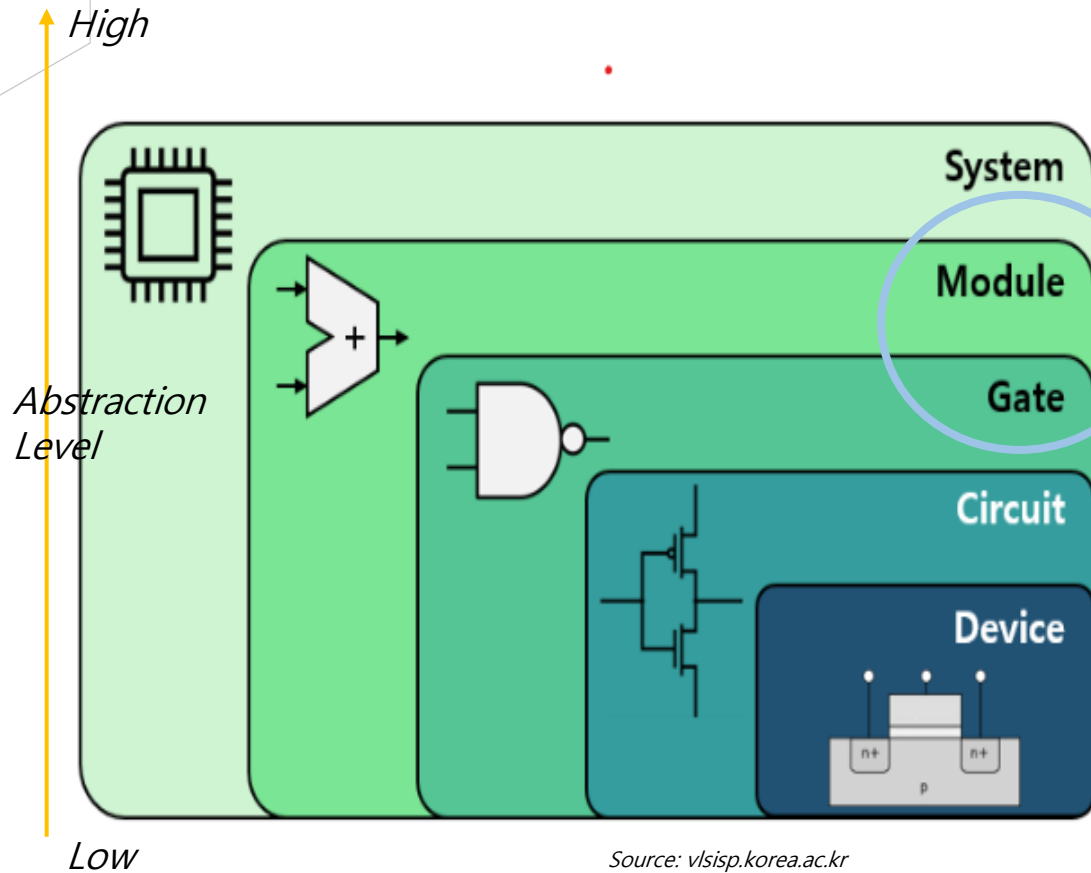 High
System
Module
+
Abstraction
Level
Gate
Circuit
Device
n+ n+
p
Low
Source: vlsisp.korea.ac.kr